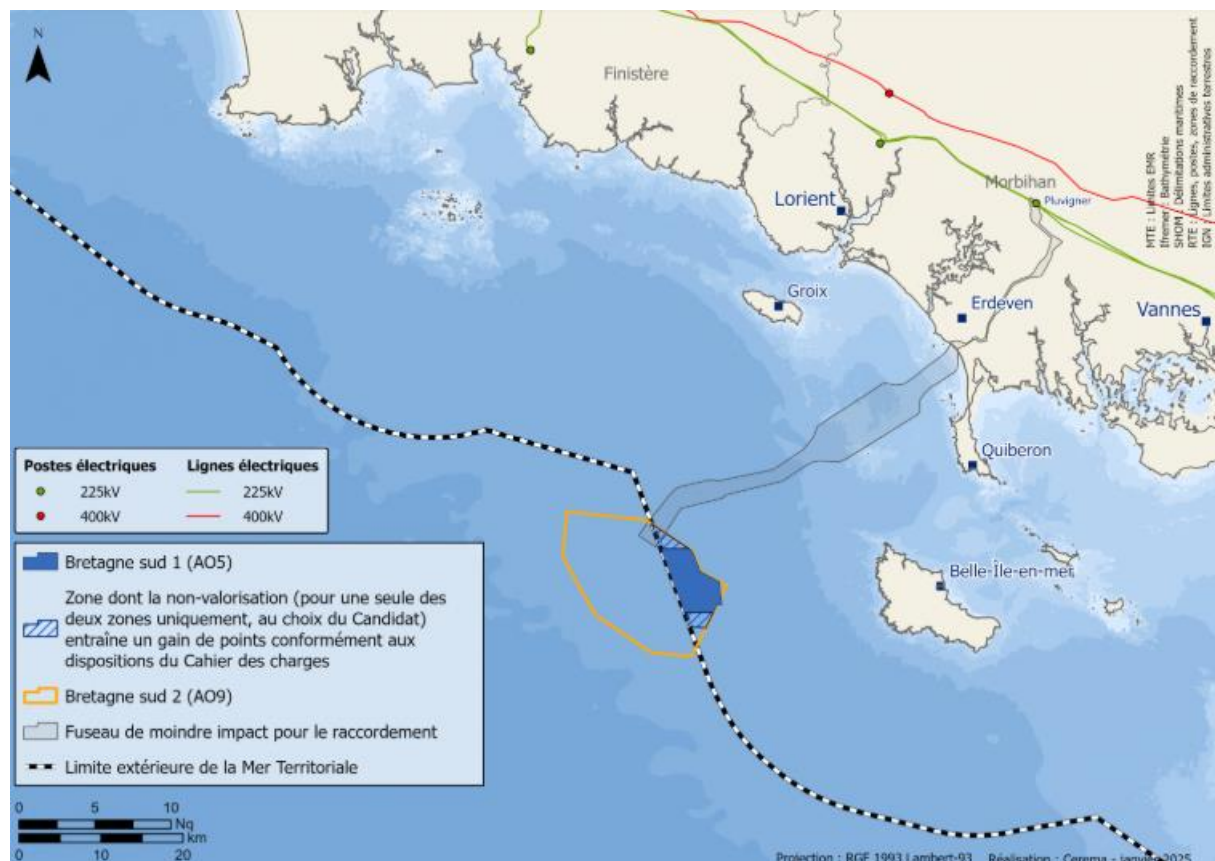 N
Finistère
Morbihan
Pluvigner
Lorient
Groix
Erdeven
Vannes
Quiberon
Belle-Île-en-mer
MTE : Limites EMR
Ifremer : Bathymétrie
SHOM : Délimitations maritimes
RTE : Lignes, postes, zones de raccordement
IGN : Limites administratives terrestres
Postes électriques
Lignes électriques
225kV
225kV
400kV
400kV
Bretagne sud 1 (AO5)
Zone dont la non-valorisation (pour une seule des
deux zones uniquement, au choix du Candidat)
entraîne un gain de points conformément aux
dispositions du Cahier des charges
Bretagne sud 2 (AO9)
Fuseau de moindre impact pour le raccordement
Limite extérieure de la Mer Territoriale
0 5 10
Nq
km
0 10 20
Projection : RGF 1993 Lambert-93 Réalisation : Cerema - janvier 2025